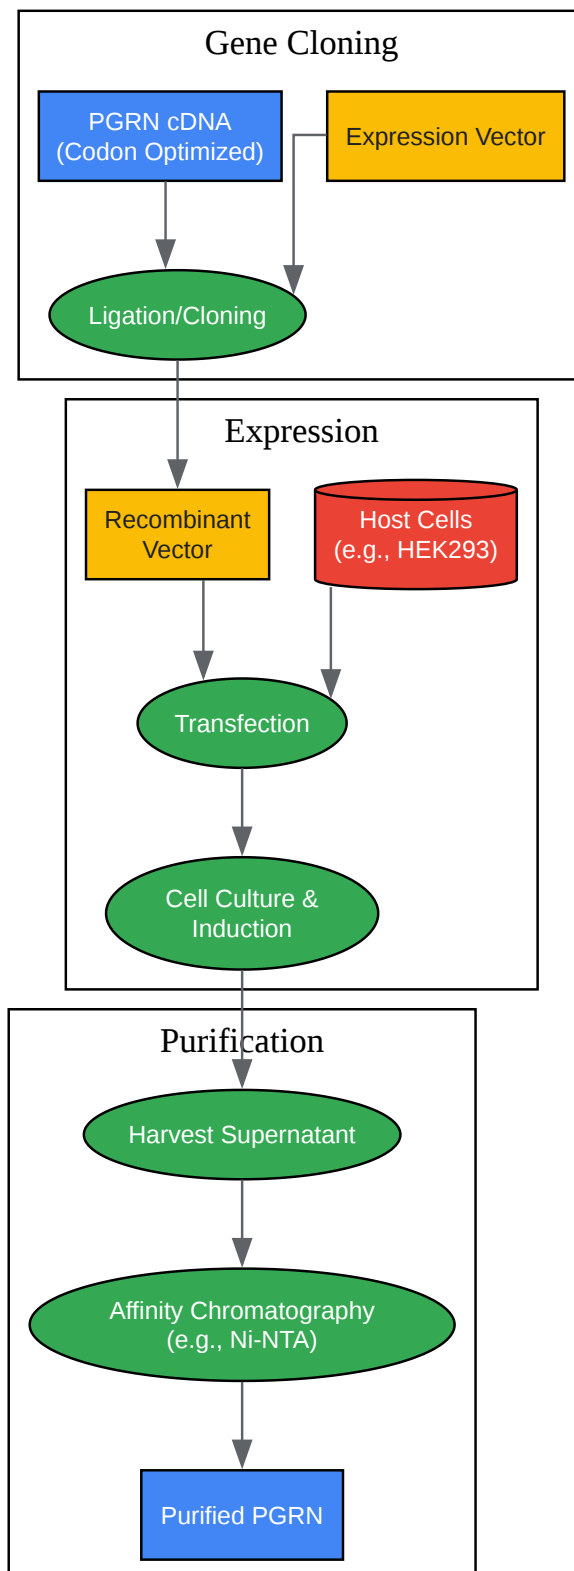 Gene Cloning
PGRN cDNA
(Codon Optimized)
Expression Vector
Ligation/Cloning
Expression
Recombinant
Vector
Host Cells
(e.g., HEK293)
Transfection
Cell Culture &
Induction
Purification
Harvest Supernatant
Affinity Chromatography
(e.g., Ni-NTA)
Purified PGRN